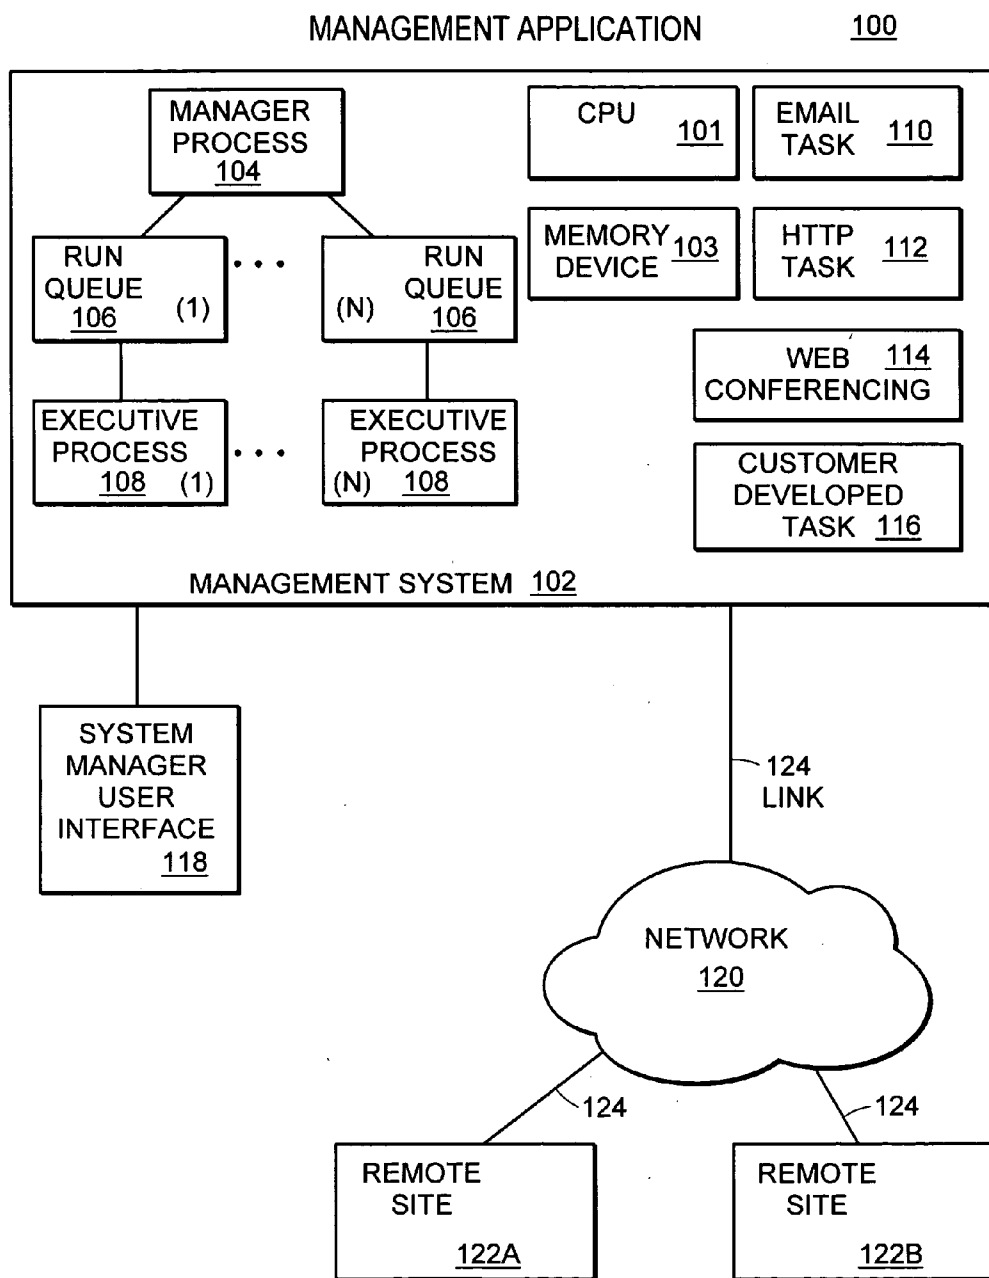 MANAGEMENT APPLICATION 100
MANAGER
PROCESS
104
CPU
101
EMAIL
TASK 110
RUN
QUEUE
106 (1)
• • •
RUN
QUEUE
(N) 106
MEMORY
DEVICE 103
HTTP
TASK 112
WEB 114
CONFERENCING
EXECUTIVE
PROCESS
108 (1)
• • •
EXECUTIVE
PROCESS
(N) 108
CUSTOMER
DEVELOPED
TASK 116
MANAGEMENT SYSTEM 102
SYSTEM
MANAGER
USER
INTERFACE
118
124
LINK
NETWORK
120
124
124
REMOTE
SITE
122A
REMOTE
SITE
122B